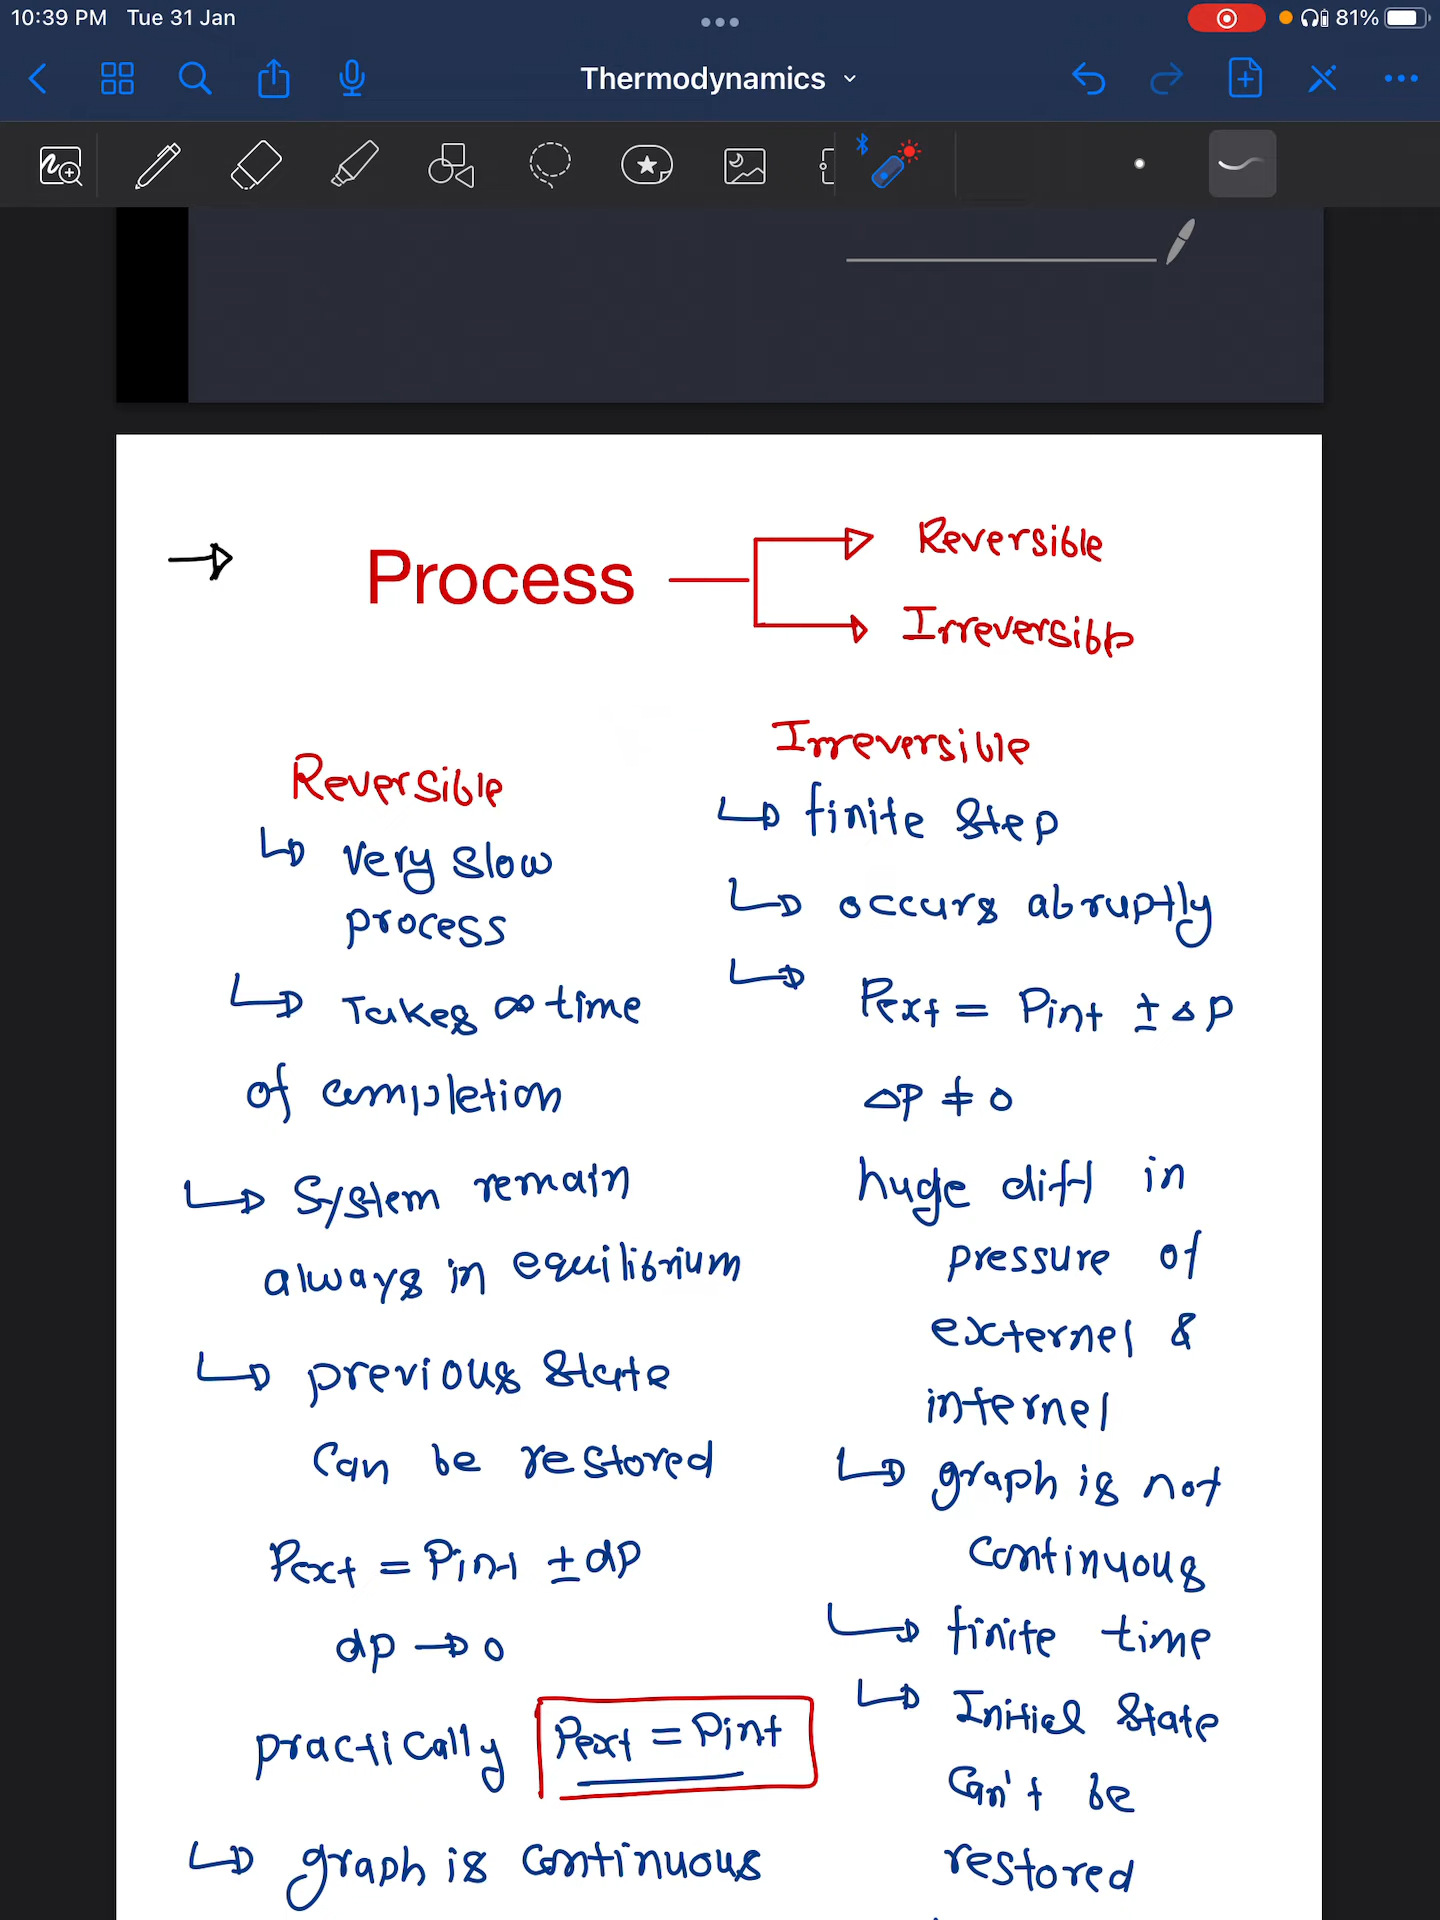 10:39 PM Tue 31 Jan
81%
Thermodynamics
Process
Reversible
Irreversible
Reversible
very slow
process
Takes ∞ time
of completion
System remain
always in equilibrium
previous state
can be restored
Pext = Pint ± dp
dp → 0
practically Pext = Pint
graph is continuous
Irreversible
finite step
occurs abruptly
Pext = Pint ± ΔP
ΔP ≠ 0
huge diff in
pressure of
externel &
internel
graph is not
continuous
finite time
Initial state
Can't be
restored